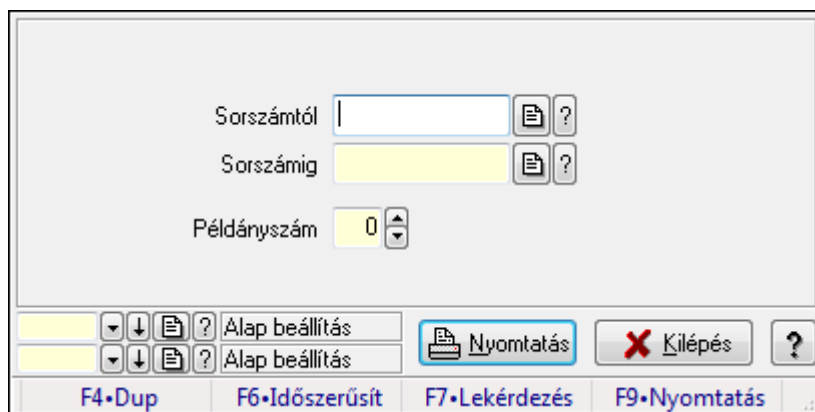 Sorszámtól ?
Sorszámig ?
Példányszám 0
? Alap beállítás
? Alap beállítás
Nyomtatás Kilépés ?
F4•Dup F6•Időszerűsít F7•Lekérdezés F9•Nyomtatás